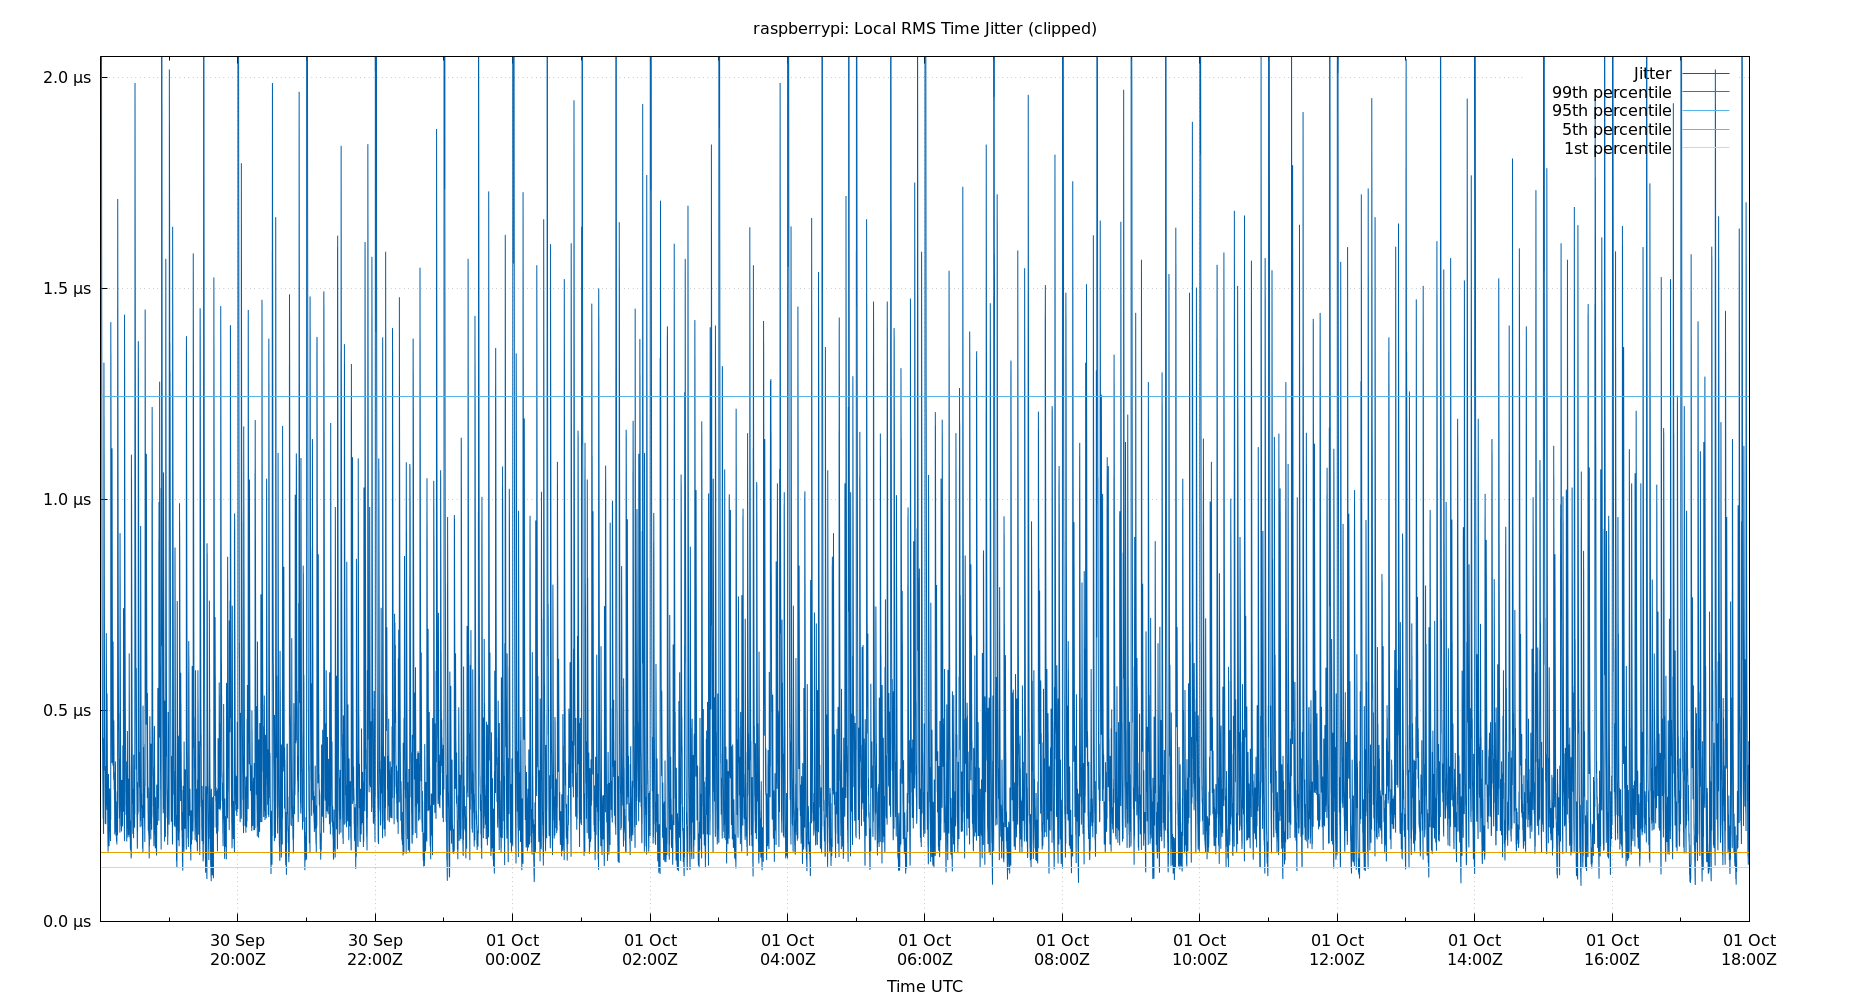 raspberrypi: Local RMS Time Jitter (clipped)
2.0 µs
1.5 µs
1.0 µs
0.5 µs
0.0 µs
Jitter
99th percentile
95th percentile
5th percentile
1st percentile
30 Sep
20:00Z
30 Sep
22:00Z
01 Oct
00:00Z
01 Oct
02:00Z
01 Oct
04:00Z
01 Oct
06:00Z
01 Oct
08:00Z
01 Oct
10:00Z
01 Oct
12:00Z
01 Oct
14:00Z
01 Oct
16:00Z
01 Oct
18:00Z
Time UTC